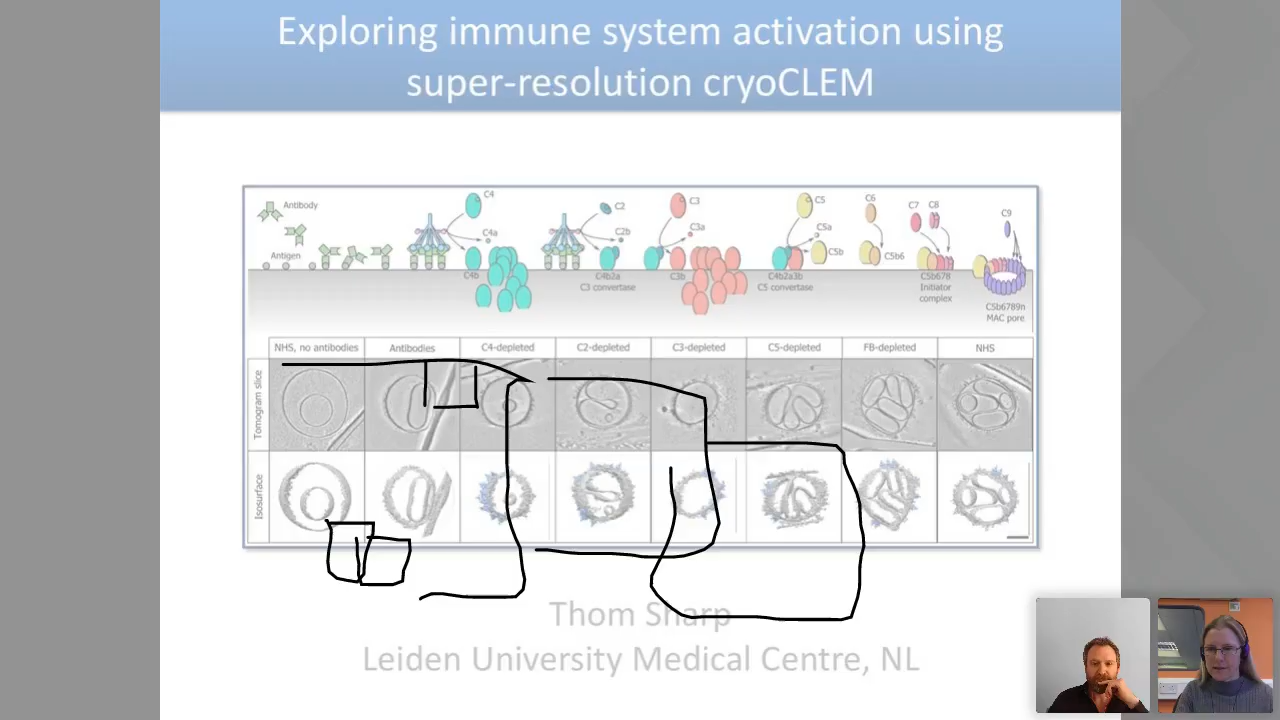 Exploring immune system activation using
super-resolution cryoCLEM
Antibody
Antigen
C4
C4a
C4b
C2
C2b
C4b2a
C3 convertase
C3
C3a
C3b
C5
C5a
C5b
C4b2a3b
C5 convertase
C6
C5b6
C7
C8
C5b678
Initiator
complex
C9
C5b6789n
MAC pore
NHS, no antibodies
Antibodies
C4-depleted
C2-depleted
C3-depleted
C5-depleted
FB-depleted
NHS
Tomogram slice
Isosurface
Thom Sharp
Leiden University Medical Centre, NL